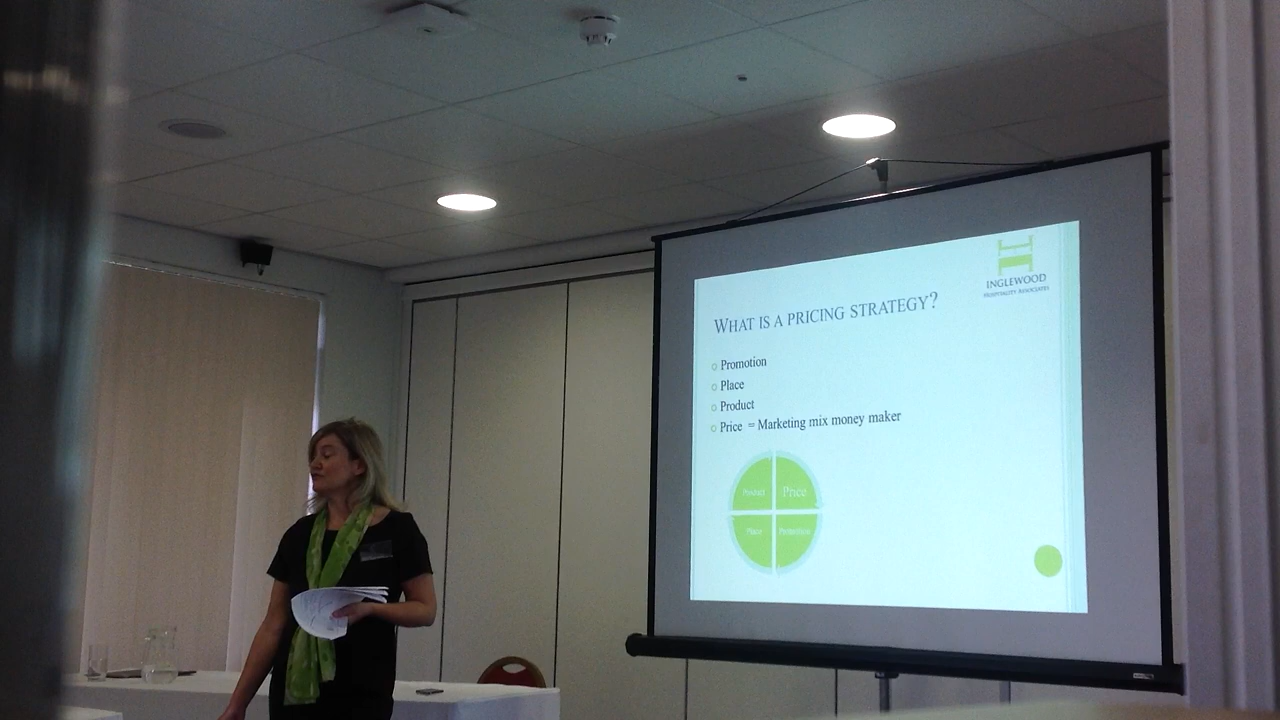 INGLEWOOD
HOSPITALITY ASSOCIATES
WHAT IS A PRICING STRATEGY?
Promotion
Place
Product
Price = Marketing mix money maker
Product Price
Place Promotion